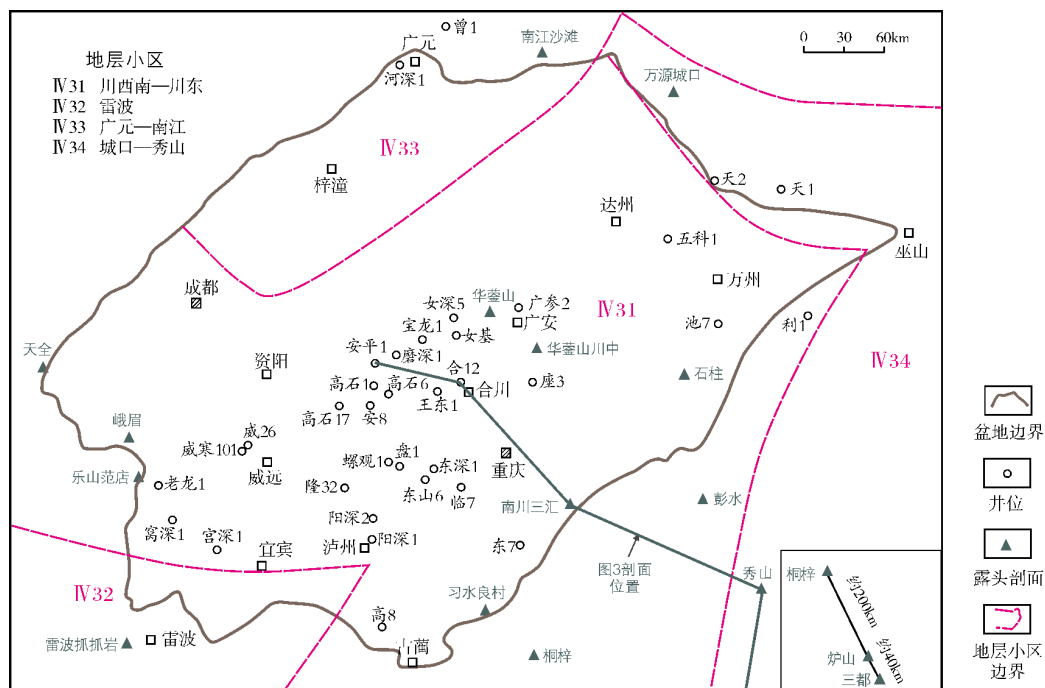 地层小区
Ⅳ31 川西南—川东
Ⅳ32 雷波
Ⅳ33 广元—南江
Ⅳ34 城口—秀山
曾1
广元
河深1
南江沙滩
0 30 60km
万源城口
Ⅳ33
梓潼
天2
天1
达州
五科1
巫山
成都
万州
华蓥山
广参2
女深5
广安
Ⅳ31
宝龙1
女基
池7
利1
安平1
磨深1
华蓥山川中
天全
资阳
合12
Ⅳ34
高石1
高石6
合川
座3
石柱
王东1
高石17
安8
峨眉
威26
威寒101
威远
螺观1
盘1
东深1
重庆
乐山范店
老龙1
隆32
东山6
临7
南川三汇
彭水
窝深1
宫深1
阳深2
阳深1
宜宾
泸州
东7
图3剖面
位置
秀山
Ⅳ32
高8
习水良村
雷波抓抓岩
雷波
古蔺
桐梓
桐梓
约200km
炉山
约40km
三都
盆地边界
井位
露头剖面
地层小区
边界